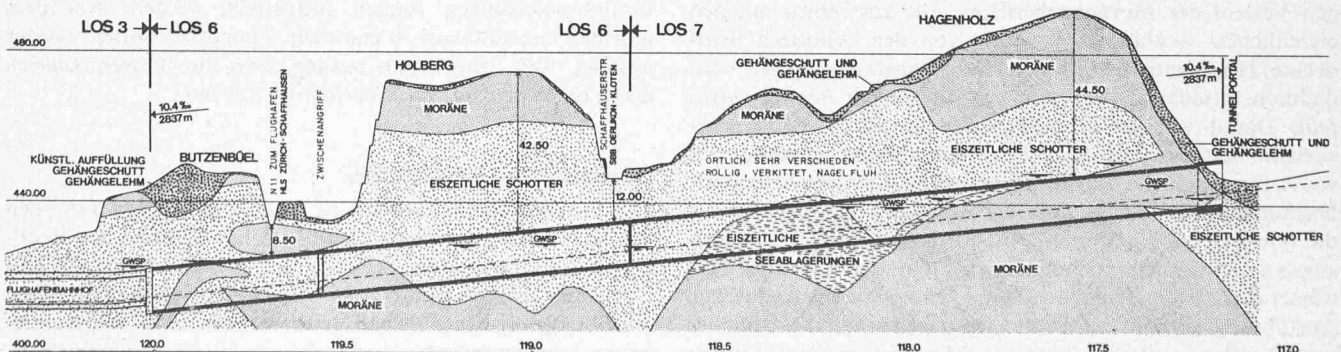 LOS 3
LOS 6
LOS 6
LOS 7
HAGENHOLZ
480.00
HOLBERG
GEHÄNGESCHUTT UND
GEHÄNGELEHM
MORÄNE
10.4 ‰
2837 m
TUNNELPORTAL
10.4 ‰
2837 m
N 11 ZUM FLUGHAFEN
HLS ZÜRICH-SCHAFFHAUSEN
ZWISCHENANGRIFF
MORÄNE
SCHAFFHAUSERSTR
SBB OERLIKON-KLOTEN
MORÄNE
44.50
KÜNSTL. AUFFÜLLUNG
GEHÄNGESCHUTT
GEHÄNGELEHM
BUTZENBÜEL
42.50
EISZEITLICHE SCHOTTER
ÖRTLICH SEHR VERSCHIEDEN
ROLLIG, VERKITTET, NAGELFLUH
EISZEITLICHE SCHOTTER
GEHÄNGESCHUTT UND
GEHÄNGELEHM
440.00
12.00
GWSP
GWSP
8.50
GWSP
GWSP
EISZEITLICHE
SEEABLAGERUNGEN
EISZEITLICHE SCHOTTER
FLUGHAFENBAHNHOF
MORÄNE
MORÄNE
400.00
120.0
119.5
119.0
118.5
118.0
117.5
117.0